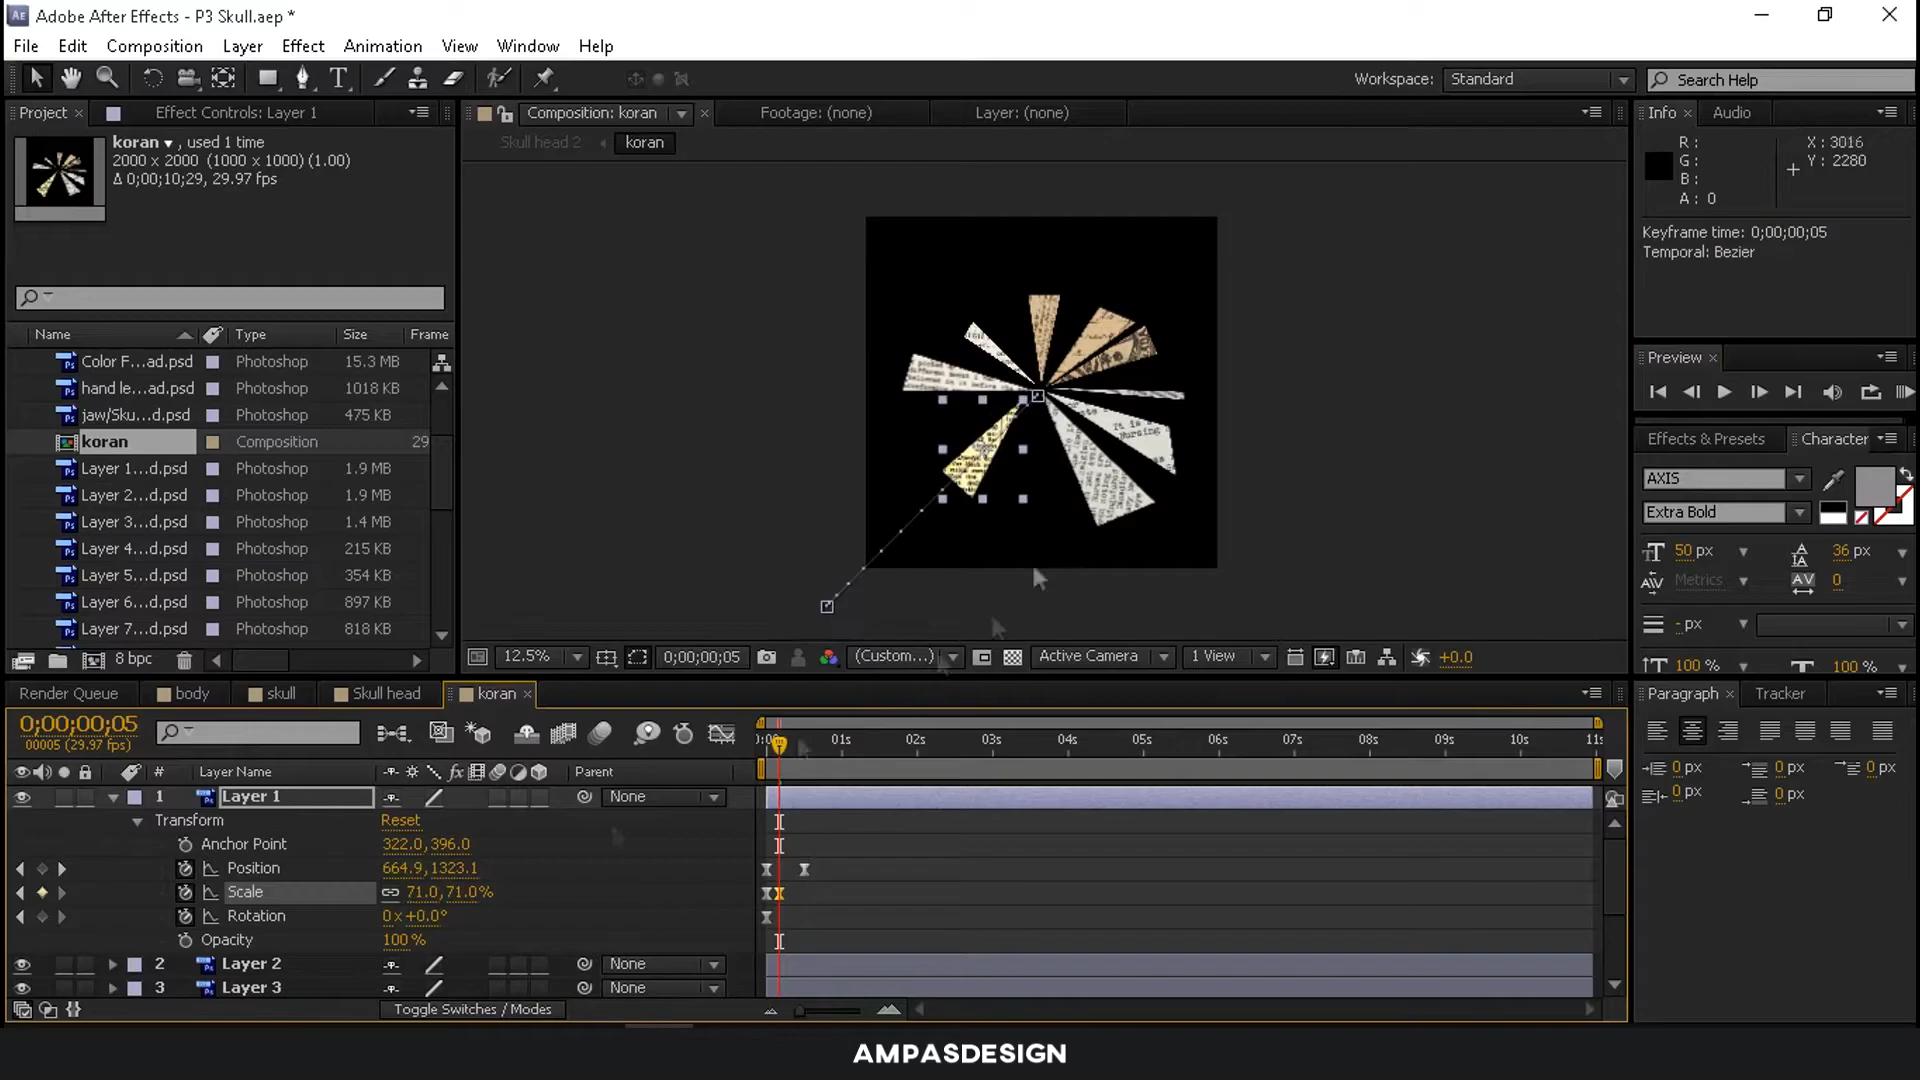 Adobe After Effects - P3 Skull.aep *
File Edit Composition Layer Effect Animation View Window Help
Workspace: Standard Search Help
Project × Effect Controls: Layer 1
Composition: koran × Footage: (none) Layer: (none)
Info × Audio
koran ▾ , used 1 time
2000 x 2000 (1000 x 1000) (1.00)
Δ 0;00;10;29, 29.97 fps
Skull head 2 koran
R :
G :
B :
A : 0
X : 3016
Y : 2280
Keyframe time: 0;00;00;05
Temporal: Bezier
Name Type Size Frame
Color F...ad.psd Photoshop 15.3 MB
hand le...ad.psd Photoshop 1018 KB
jaw/Sku...d.psd Photoshop 475 KB
koran Composition 29
Layer 1...d.psd Photoshop 1.9 MB
Layer 2...d.psd Photoshop 1.9 MB
Layer 3...d.psd Photoshop 1.4 MB
Layer 4...d.psd Photoshop 215 KB
Layer 5...d.psd Photoshop 354 KB
Layer 6...d.psd Photoshop 897 KB
Layer 7...d.psd Photoshop 818 KB
8 bpc
It is a
Nursing
12.5% 0;00;00;05 (Custom...) Active Camera 1 View +0.0
Preview ×
Effects & Presets Character ×
AXIS
Extra Bold
50 px 36 px
Metrics 0
- px
100 % 100 %
Render Queue body skull Skull head koran ×
Paragraph × Tracker
0;00;00;05
00005 (29.97 fps)
01s 02s 03s 04s 05s 06s 07s 08s 09s 10s 11s
# Layer Name fx Parent
0 px 0 px 0 px
0 px 0 px
1 Layer 1 None
Transform Reset
Anchor Point 322.0,396.0
Position 664.9,1323.1
Scale 71.0,71.0%
Rotation 0x+0.0°
Opacity 100%
2 Layer 2 None
3 Layer 3 None
Toggle Switches / Modes
AMPASDESIGN